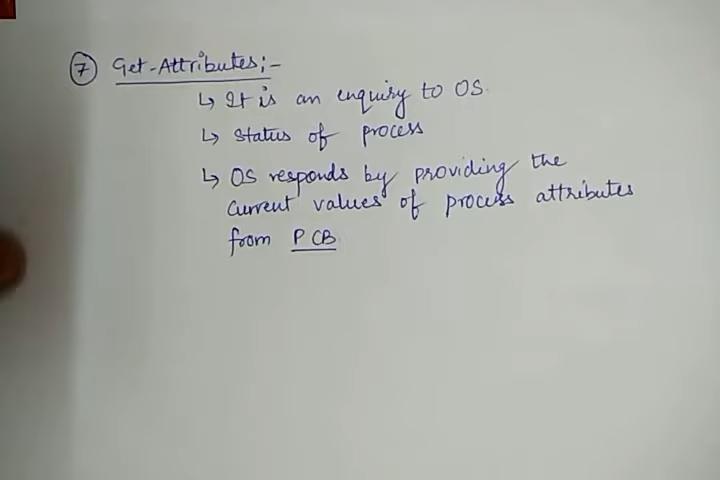 ⑦ Get-Attributes:-
↳ It is an enquiry to OS.
↳ Status of process
↳ OS responds by providing the
current values of process attributes
from PCB